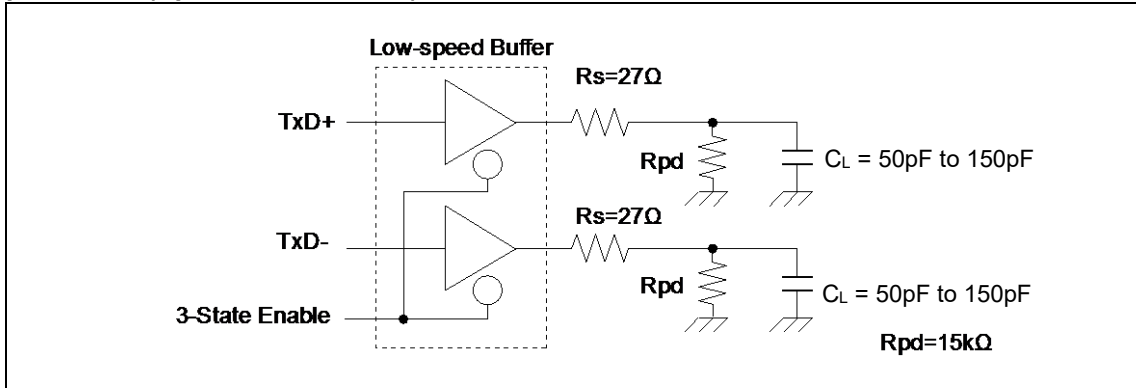 Low-speed Buffer
Rs=27Ω
TxD+
Rpd
CL = 50pF to 150pF
Rs=27Ω
TxD-
Rpd
CL = 50pF to 150pF
3-State Enable
Rpd=15kΩ